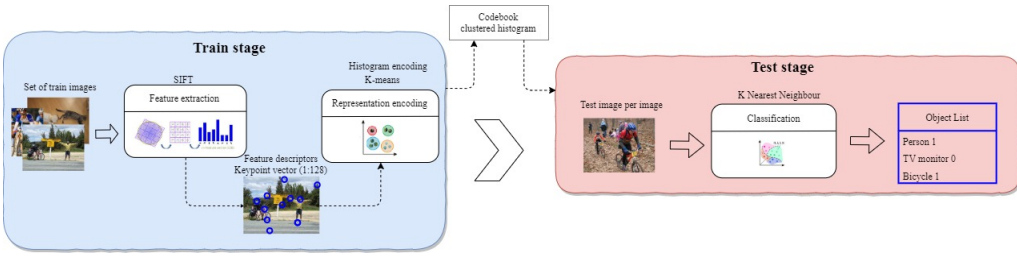 Codebook
clustered histogram
Train stage
Set of train images
SIFT
Feature extraction
Histogram encoding
K-means
Representation encoding
Feature descriptors
Keypoint vector (1:128)
Test stage
Test image per image
K Nearest Neighbour
Classification
Object List
Person 1
TV monitor 0
Bicycle 1